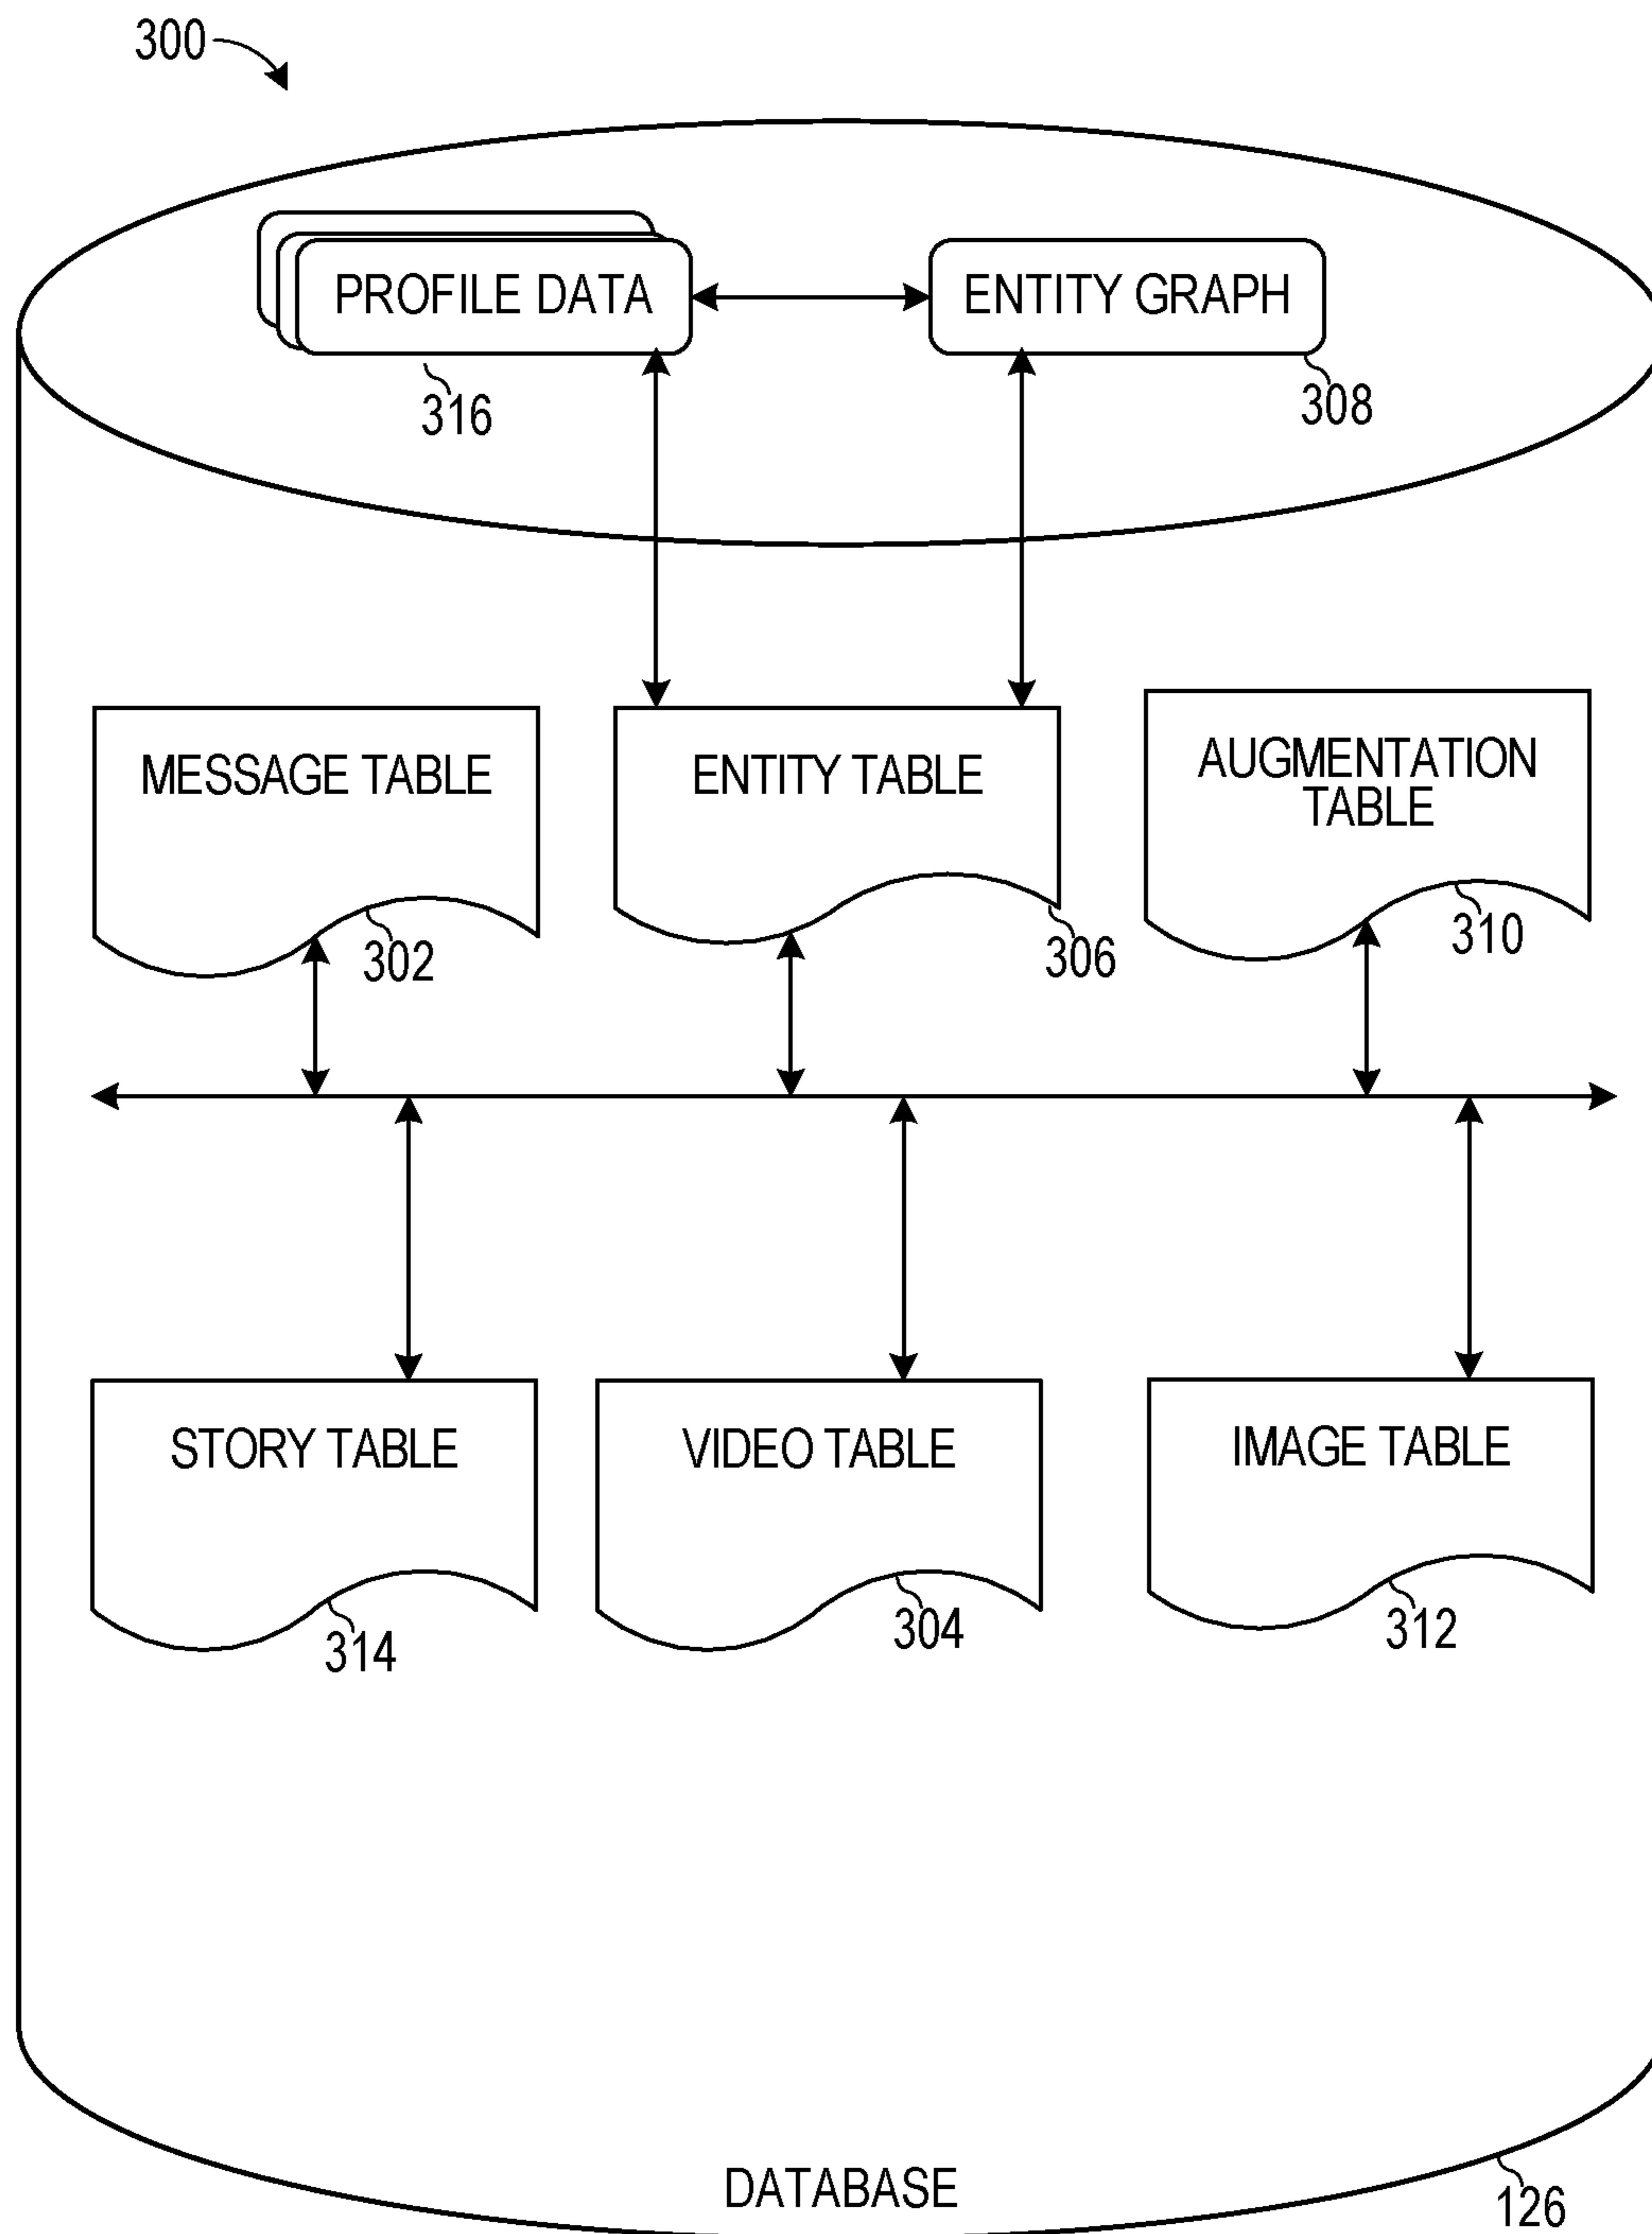 300
PROFILE DATA
ENTITY GRAPH
316
308
MESSAGE TABLE
ENTITY TABLE
AUGMENTATION
TABLE
302
306
310
STORY TABLE
VIDEO TABLE
IMAGE TABLE
314
304
312
DATABASE
126